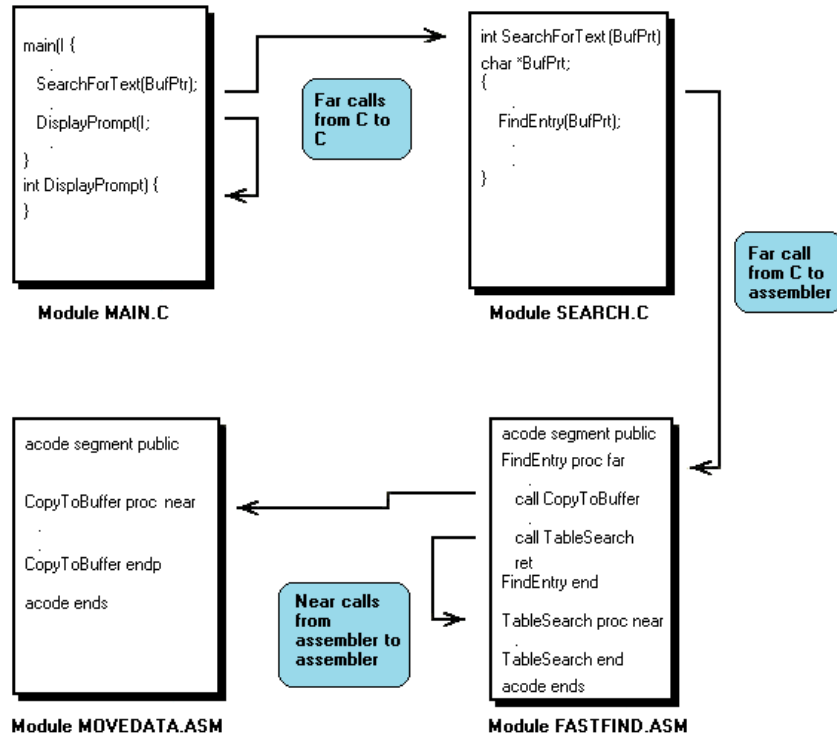 main(I {
.
SearchForText(BufPtr);
.
DisplayPrompt(I;
.
}
int DisplayPrompt) {
}
Module MAIN.C
Far calls
from C to
C
int SearchForText (BufPrt)
char *BufPrt;
{
.
FindEntry(BufPrt);
.
.
}
Module SEARCH.C
Far call
from C to
assembler
acode segment public
CopyToBuffer proc near
.
.
CopyToBuffer endp
acode ends
Module MOVEDATA.ASM
Near calls
from
assembler to
assembler
acode segment public
FindEntry proc far
.
call CopyToBuffer
.
call TableSearch
ret
FindEntry end
TableSearch proc near
.
TableSearch end
acode ends
Module FASTFIND.ASM